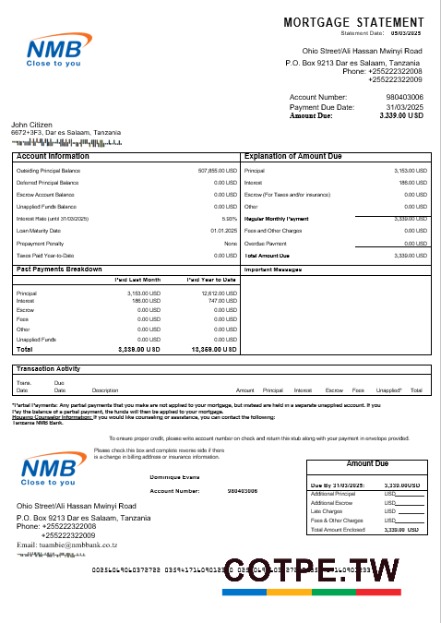 MORTGAGE STATEMENT
Statement Date: 05/03/2025
NMB
Close to you
Ohio Street/Ali Hassan Mwinyi Road
P.O. Box 9213 Dar es Salaam, Tanzania
Phone: +255222322008
+255222322009
Account Number: 980403006
Payment Due Date: 31/03/2025
Amount Due: 3.339.00 USD
John Citizen
6672+3F3, Dar es Salaam, Tanzania
Account Information
Outstanding Principal Balance 507,855.00 USD
Deferred Principal Balance 0.00 USD
Escrow Account Balance 0.00 USD
Unapplied Funds Balance 0.00 USD
Interest Rate (until 31/03/2025) 5.00%
Loan Maturity Date 01.01.2025
Prepayment Penalty None
Taxes Paid Year-to-Date 0.00 USD
Explanation of Amount Due
Principal 3,153.00 USD
Interest 186.00 USD
Escrow (For Taxes and/or insurance) 0.00 USD
Other 0.00 USD
Regular Monthly Payment 3,339.00 USD
Fees and Other Charges 0.00 USD
Overdue Payment 0.00 USD
Total Amount Due 3,339.00 USD
Past Payments Breakdown
Paid Last Month Paid Year to Date
Principal 3,153.00 USD 12,612.00 USD
Interest 186.00 USD 747.00 USD
Escrow 0.00 USD 0.00 USD
Fees 0.00 USD 0.00 USD
Other 0.00 USD 0.00 USD
Unapplied Funds 0.00 USD 0.00 USD
Total 3,339.00 USD 13,359.00 USD
Important Messages
Transaction Activity
Trans. Date Due Date Description Amount Principal Interest Escrow Fees Unapplied* Total
*Partial Payments: Any partial payments that you make are not applied to your mortgage, but instead are held in a separate unapplied account. If you
Pay the balance of a partial payment, the funds will then be applied to your mortgage.
Housing Counselor Information: If you would like counseling or assistance, you can contact the following:
Tanzania NMB Bank.
To ensure proper credit, please write account number on check and return this stub along with your payment in envelope provided.
NMB
Close to you
Please check this box and complete reverse side if there
is a change in billing address or insurance information.
Dominique Evans
Account Number: 980403006
Amount Due
Due By 31/03/2025: 3,339.00USD
Additional Principal USD
Additional Escrow USD
Late Charges USD
Fees & Other Charges USD
Total Amount Enclosed 3,339.00 USD
Ohio Street/Ali Hassan Mwinyi Road
P.O. Box 9213 Dar es Salaam, Tanzania
Phone: +255222322008
+255222322009
Email: tuambie@nmbbank.co.tz
COTPE.TW